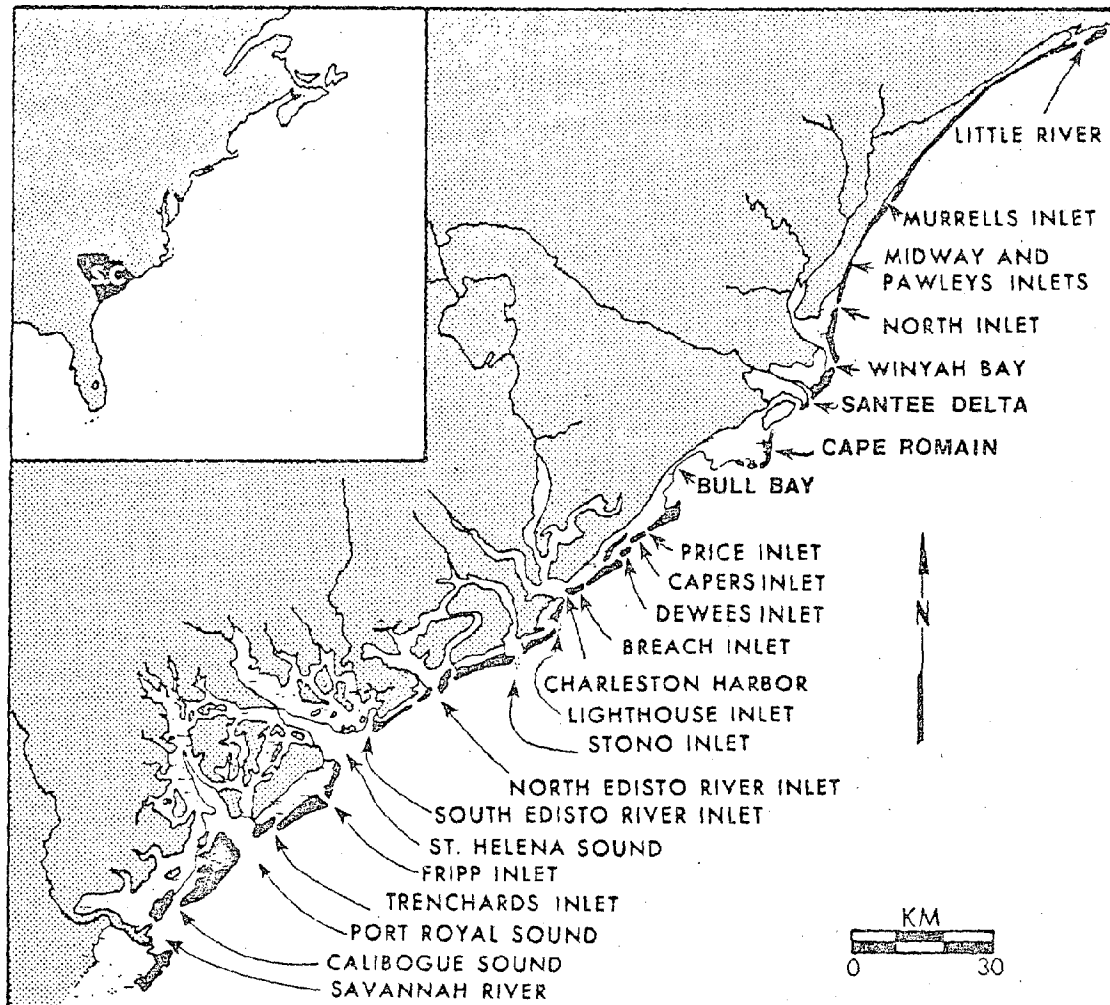 LITTLE RIVER
MURRELLS INLET
MIDWAY AND
PAWLEYS INLETS
NORTH INLET
WINYAH BAY
SANTEE DELTA
CAPE ROMAIN
BULL BAY
PRICE INLET
CAPERS INLET
DEWEES INLET
BREACH INLET
CHARLESTON HARBOR
LIGHTHOUSE INLET
STONO INLET
NORTH EDISTO RIVER INLET
SOUTH EDISTO RIVER INLET
ST. HELENA SOUND
FRIPP INLET
TRENCHARDS INLET
PORT ROYAL SOUND
CALIBOGUE SOUND
SAVANNAH RIVER
N
KM
0 30